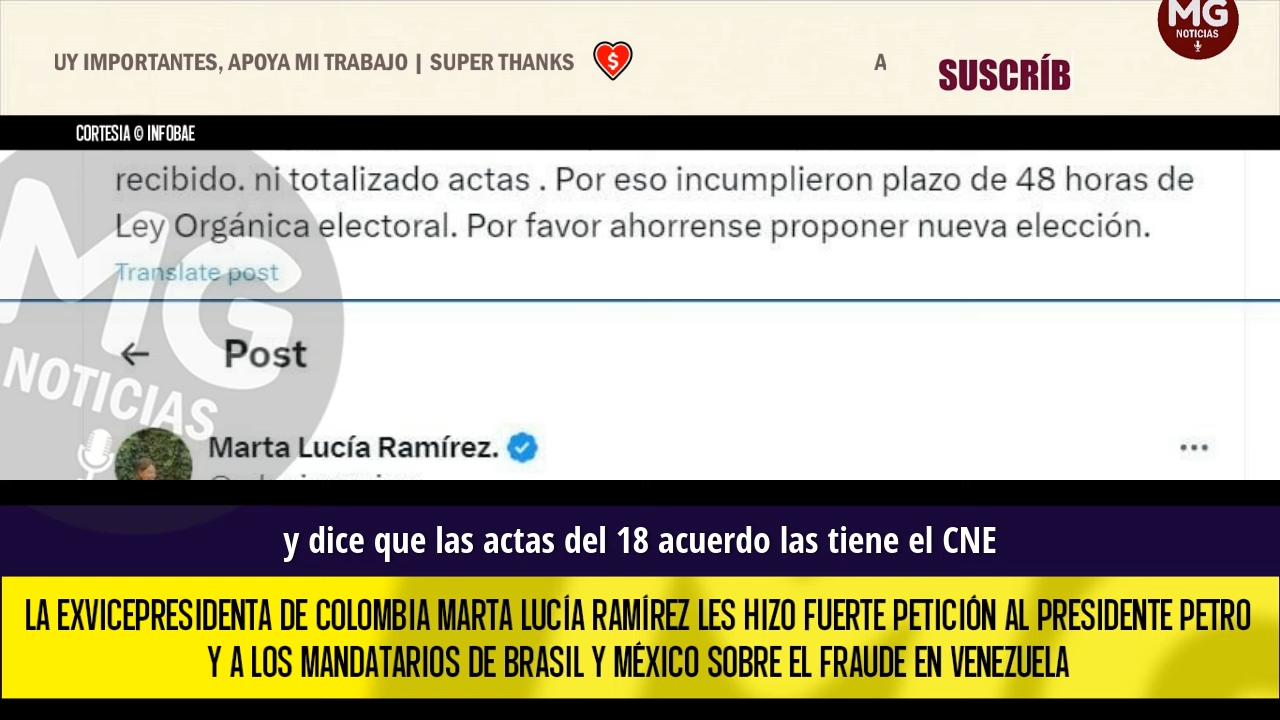 UY IMPORTANTES, APOYA MI TRABAJO | SUPER THANKS
A
SUSCRÍB
MG
NOTICIAS
CORTESIA © INFOBAE
recibido. ni totalizado actas . Por eso incumplieron plazo de 48 horas de
Ley Orgánica electoral. Por favor ahorrense proponer nueva elección.
Translate post
MG
NOTICIAS
Post
Marta Lucía Ramírez.
y dice que las actas del 18 acuerdo las tiene el CNE
LA EXVICEPRESIDENTA DE COLOMBIA MARTA LUCÍA RAMÍREZ LES HIZO FUERTE PETICIÓN AL PRESIDENTE PETRO
Y A LOS MANDATARIOS DE BRASIL Y MÉXICO SOBRE EL FRAUDE EN VENEZUELA